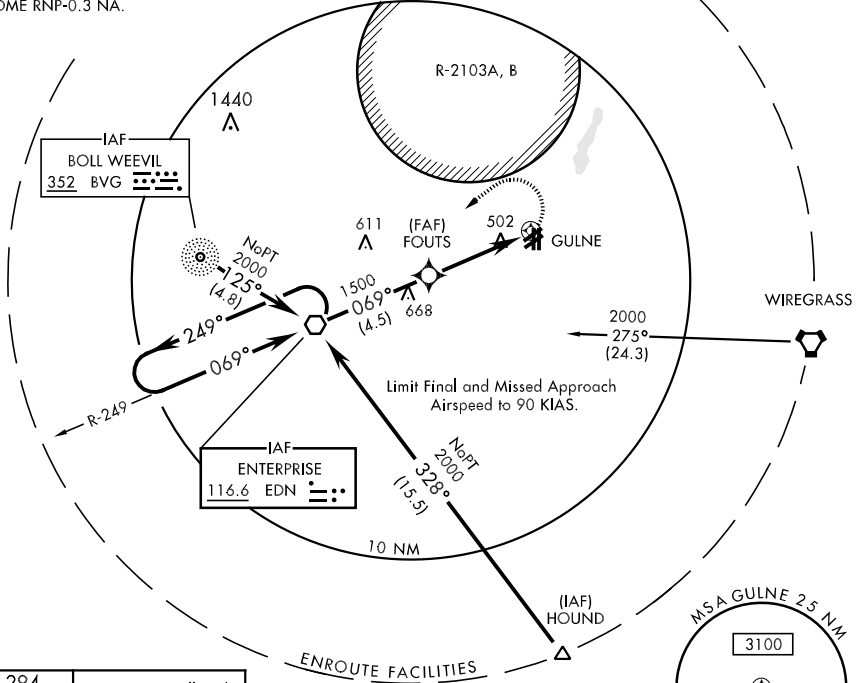 OME RNP-0.3 NA.
R-2103A, B
1440
IAF
BOLL WEEVIL
352 BVG
611
(FAF)
FOUTS
502
GULNE
NoPT
2000
125°
(4.8)
1500
069°
(4.5)
668
WIREGRASS
2000
275°
(24.3)
249°
069°
R-249
Limit Final and Missed Approach
Airspeed to 90 KIAS.
IAF
ENTERPRISE
116.6 EDN
NoPT
2000
328°
(15.5)
10 NM
(IAF)
HOUND
MSA GULNE 25 NM
3100
ENROUTE FACILITIES